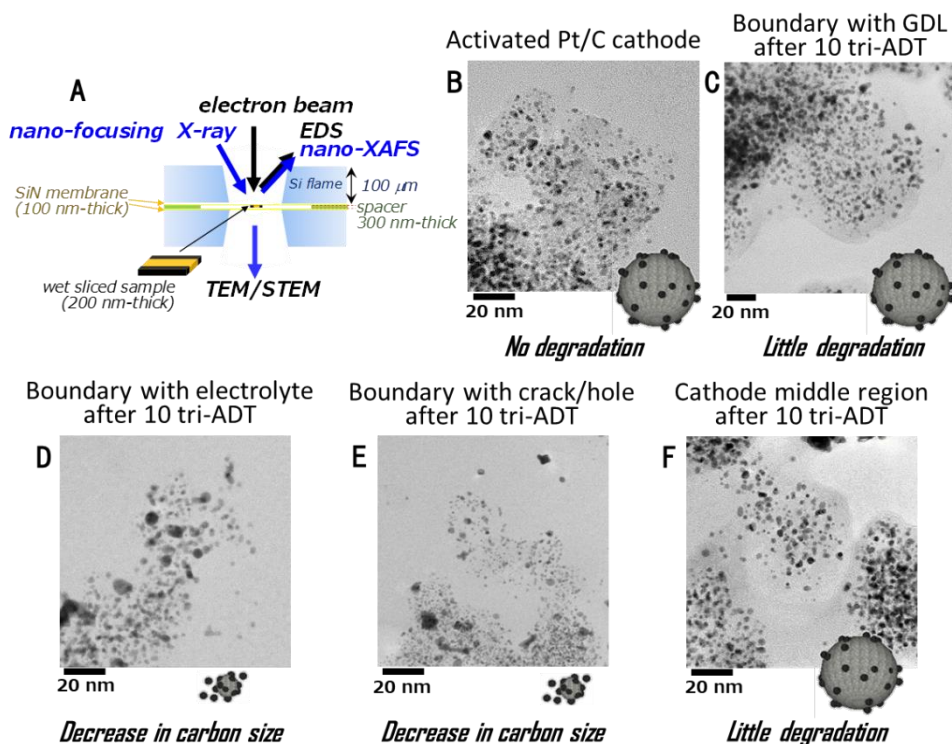 A
electron beam
nano-focusing X-ray
EDS
nano-XAFS
SiN membrane
(100 nm-thick)
Si flame
100 μm
spacer
300 nm-thick
wet sliced sample
(200 nm-thick)
TEM/STEM
Activated Pt/C cathode
B
20 nm
No degradation
Boundary with GDL
after 10 tri-ADT
C
20 nm
Little degradation
Boundary with electrolyte
after 10 tri-ADT
D
20 nm
Decrease in carbon size
Boundary with crack/hole
after 10 tri-ADT
E
20 nm
Decrease in carbon size
Cathode middle region
after 10 tri-ADT
F
20 nm
Little degradation